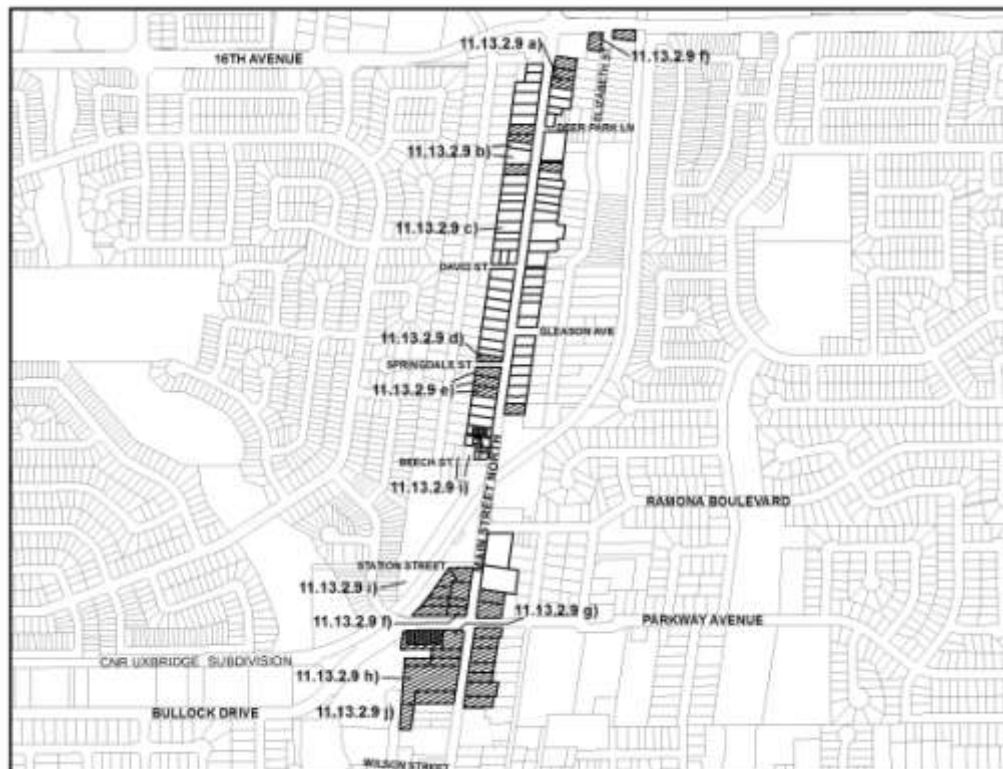 11.13.2.9 a)
11.13.2.9 f)
16TH AVENUE
ELIZABETH ST
DEER PARK LN
11.13.2.9 b)
11.13.2.9 c)
DAVID ST
GLEASON AVE
11.13.2.9 d)
SPRINGDALE ST
11.13.2.9 e)
MAIN STREET NORTH
BEECH ST
11.13.2.9 i)
RAMONA BOULEVARD
STATION STREET
11.13.2.9 i)
11.13.2.9 g)
11.13.2.9 f)
PARKWAY AVENUE
CNR UXBRIDGE SUBDIVISION
11.13.2.9 h)
BULLOCK DRIVE
11.13.2.9 j)
WILSON STREET